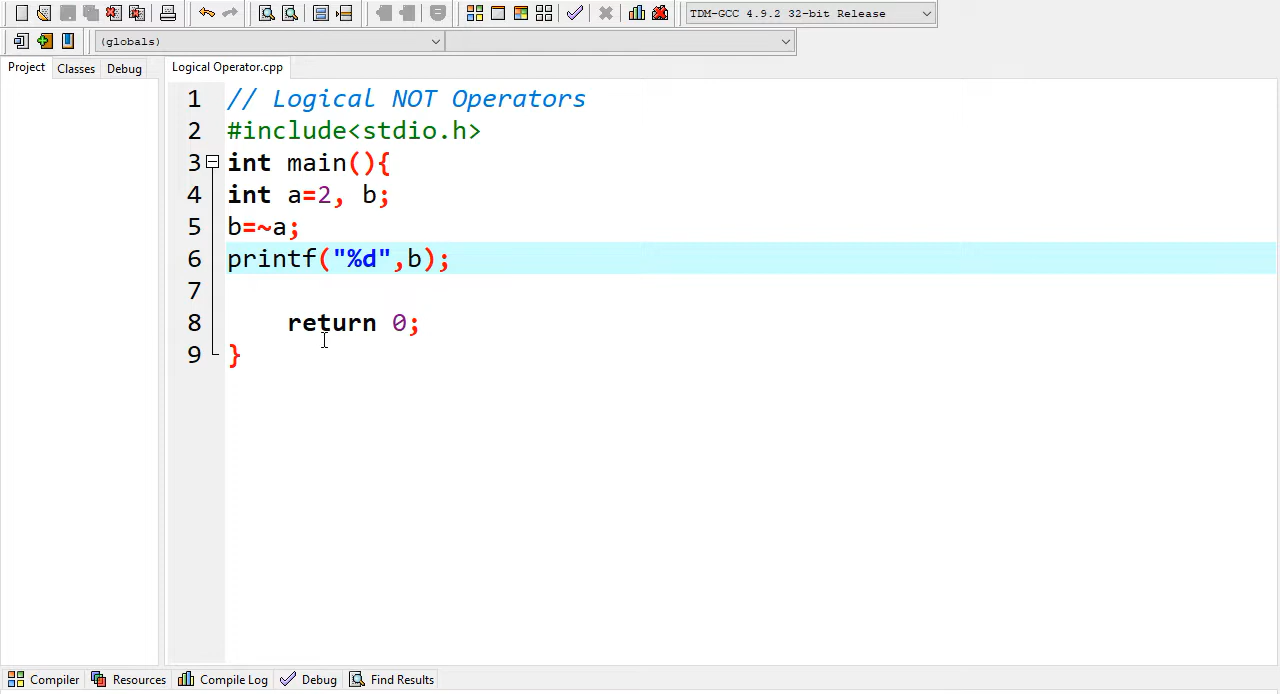 TDM-GCC 4.9.2 32-bit Release
(globals)
Project Classes Debug Logical Operator.cpp
1 // Logical NOT Operators
2 #include<stdio.h>
3 int main(){
4 int a=2, b;
5 b=~a;
6 printf("%d",b);
7
8 return 0;
9 }
Compiler Resources Compile Log Debug Find Results